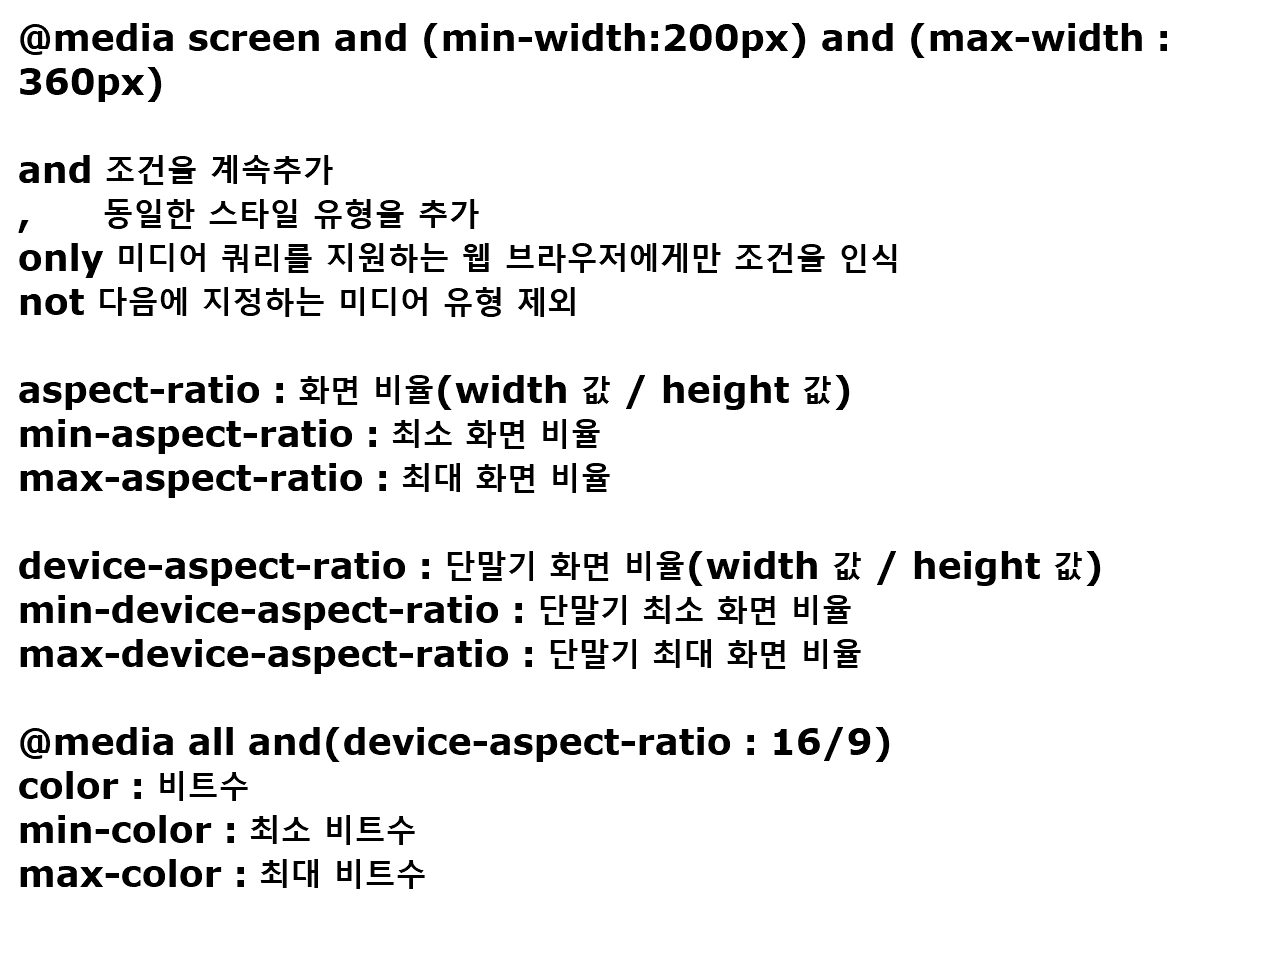 @media screen and (min-width:200px) and (max-width :
360px)
and 조건을 계속추가
, 동일한 스타일 유형을 추가
only 미디어 쿼리를 지원하는 웹 브라우저에게만 조건을 인식
not 다음에 지정하는 미디어 유형 제외
aspect-ratio : 화면 비율(width 값 / height 값)
min-aspect-ratio : 최소 화면 비율
max-aspect-ratio : 최대 화면 비율
device-aspect-ratio : 단말기 화면 비율(width 값 / height 값)
min-device-aspect-ratio : 단말기 최소 화면 비율
max-device-aspect-ratio : 단말기 최대 화면 비율
@media all and(device-aspect-ratio : 16/9)
color : 비트수
min-color : 최소 비트수
max-color : 최대 비트수